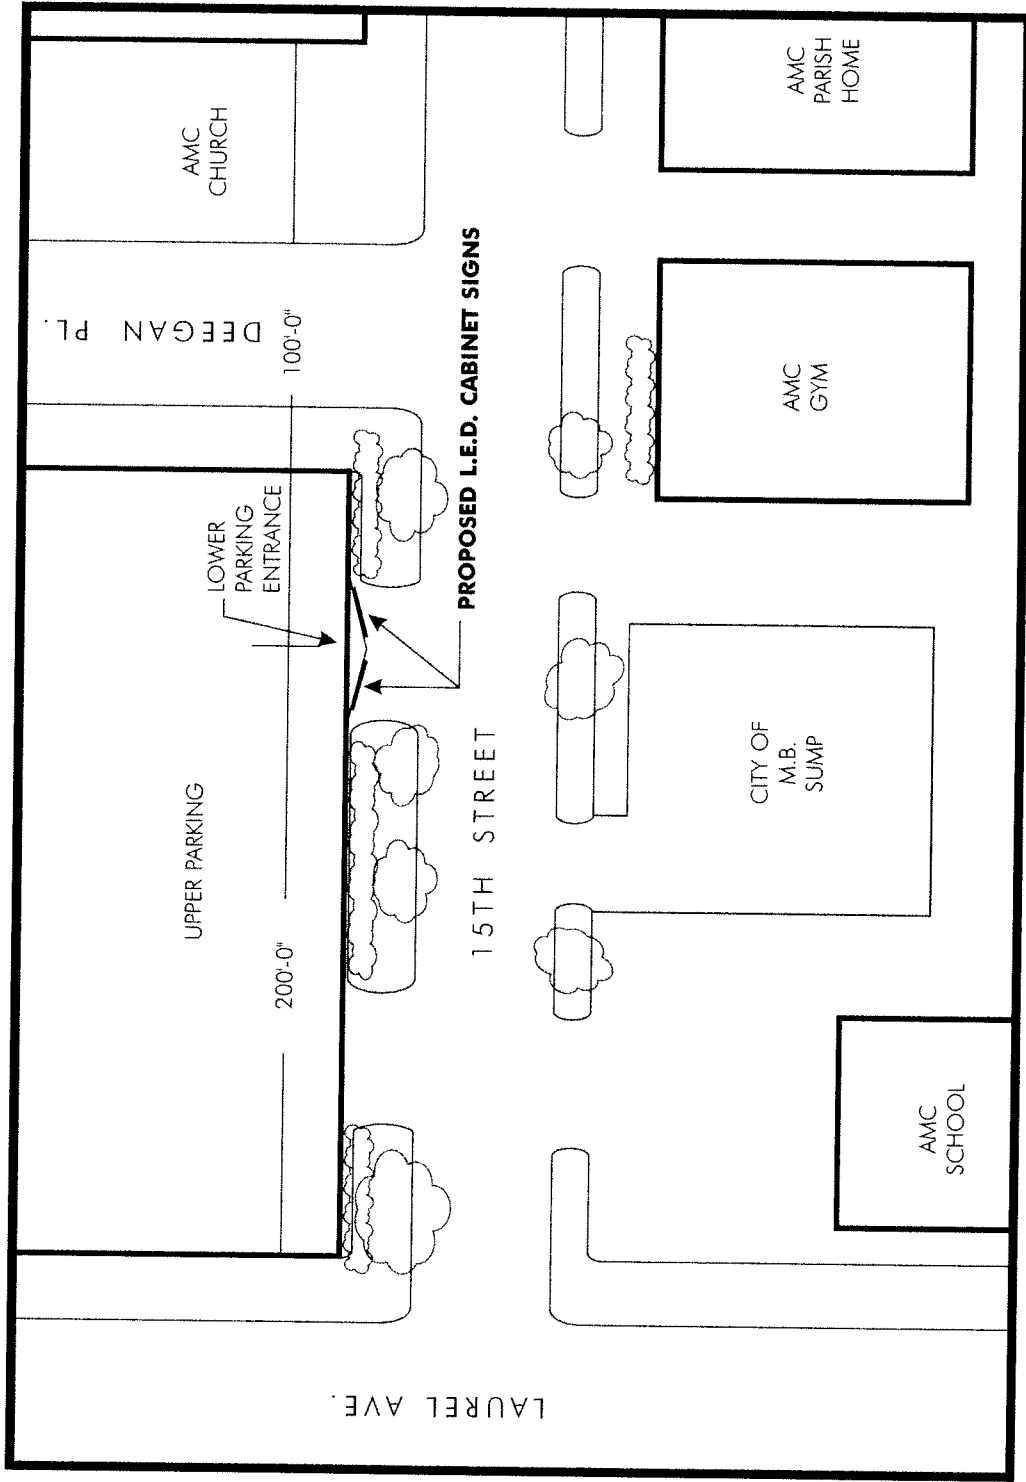 LAUREL AVE.
UPPER PARKING
200'-0"
LOWER
PARKING
ENTRANCE
100'-0"
DEEGAN PL.
AMC
CHURCH
15TH STREET
PROPOSED L.E.D. CABINET SIGNS
AMC
SCHOOL
CITY OF
M.B.
SUMP
AMC
GYM
AMC
PARISH
HOME